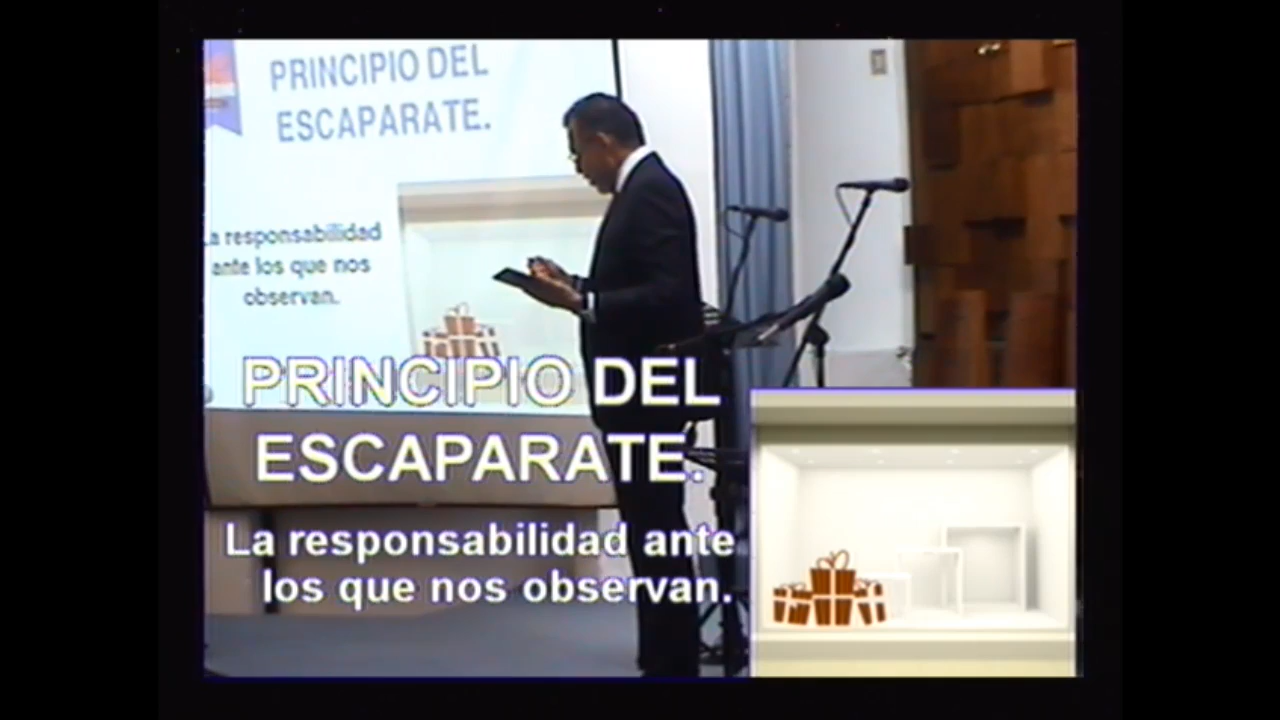 PRINCIPIO DEL
ESCAPARATE.
a responsabilidad
ante los que nos
observan.
PRINCIPIO DEL
ESCAPARATE.
La responsabilidad ante
los que nos observan.